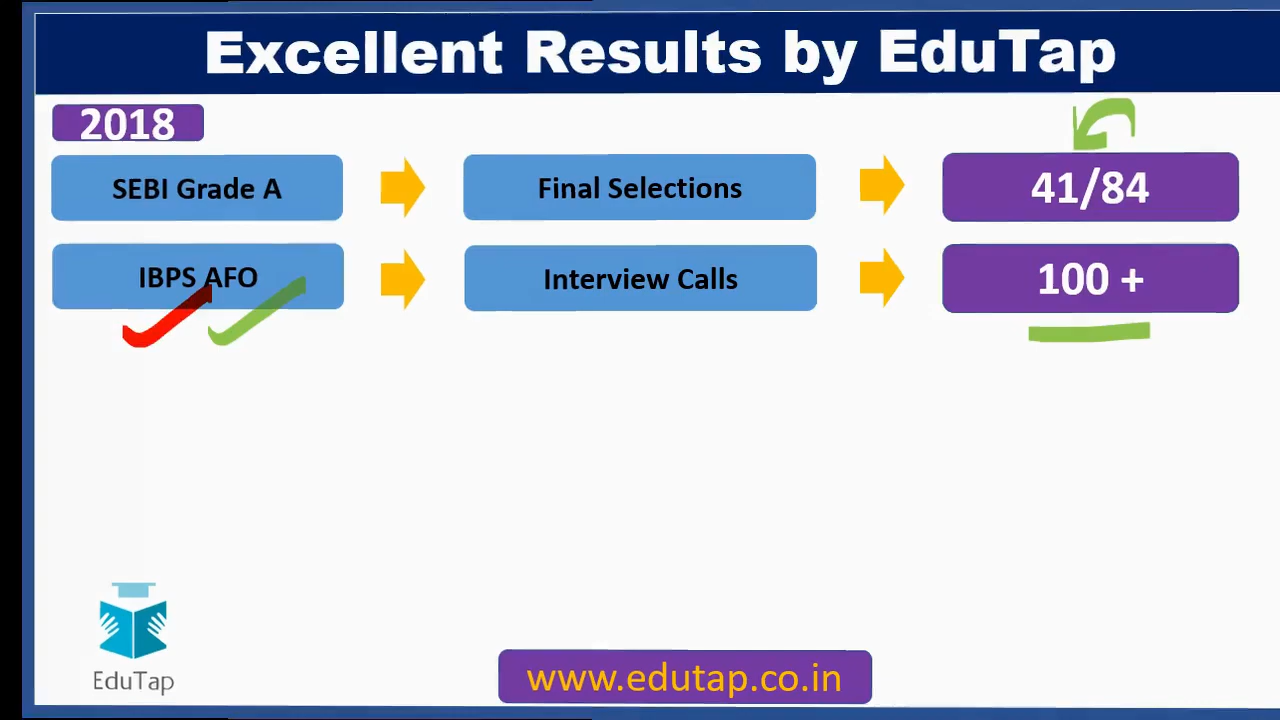 Excellent Results by EduTap
2018
SEBI Grade A
Final Selections
41/84
IBPS AFO
Interview Calls
100 +
EduTap
www.edutap.co.in